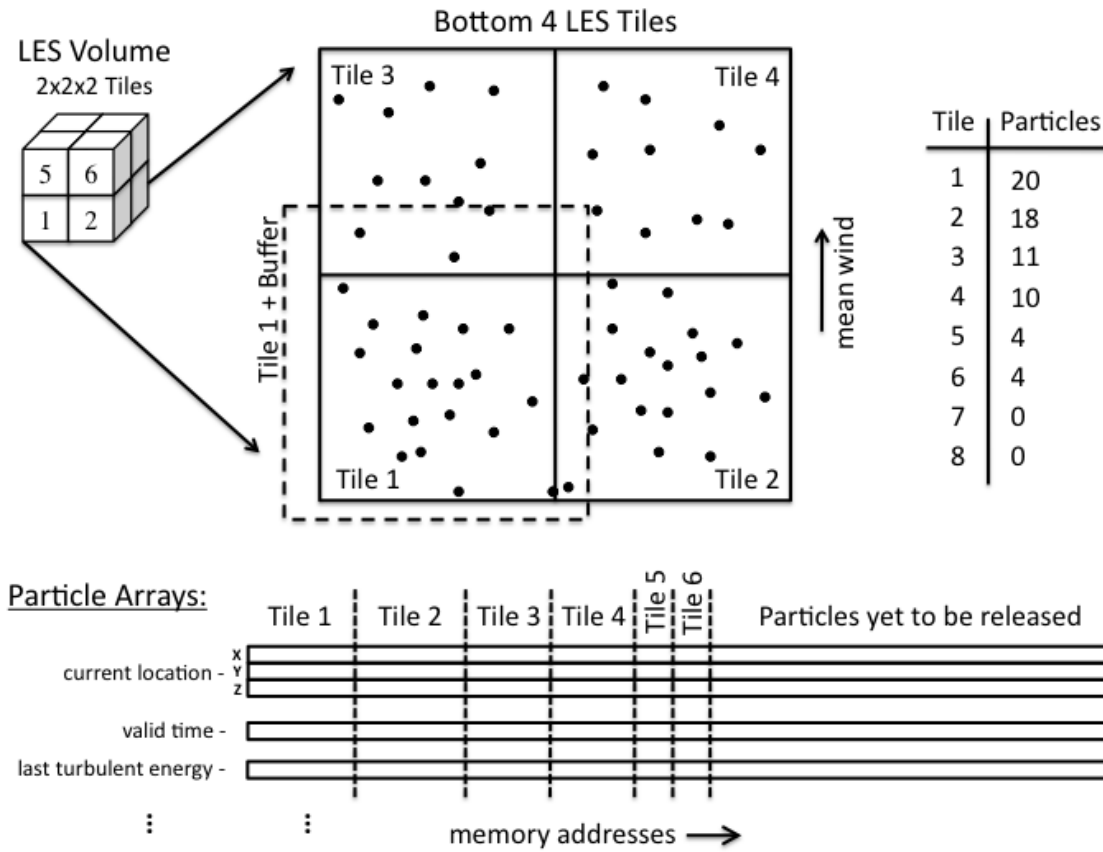 Bottom 4 LES Tiles
LES Volume
2x2x2 Tiles
5 6
1 2
Tile 3
Tile 4
Tile 1 + Buffer
Tile 1
Tile 2
mean wind
Tile Particles
1 20
2 18
3 11
4 10
5 4
6 4
7 0
8 0
Particle Arrays:
Tile 1 Tile 2 Tile 3 Tile 4 Tile 5 Tile 6 Particles yet to be released
X
current location - Y
Z
valid time -
last turbulent energy -
⋮ ⋮
memory addresses